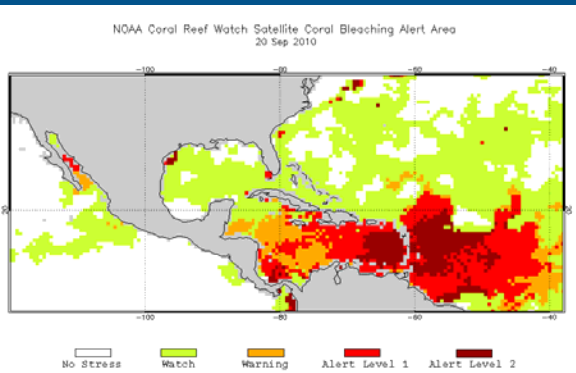 NOAA Coral Reef Watch Satellite Coral Bleaching Alert Area
20 Sep 2010
-100 -80 -60 -40
20 20
-100 -80 -60 -40
No Stress Watch Warning Alert Level 1 Alert Level 2